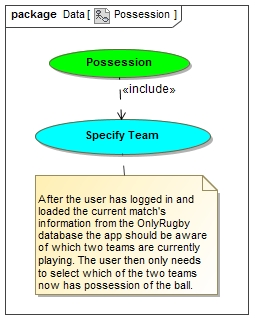 package Data [ Possession ]
Possession
«include»
Specify Team
After the user has logged in and
loaded the current match's
information from the OnlyRugby
database the app should be aware
of which two teams are currently
playing. The user then only needs
to select which of the two teams
now has possession of the ball.